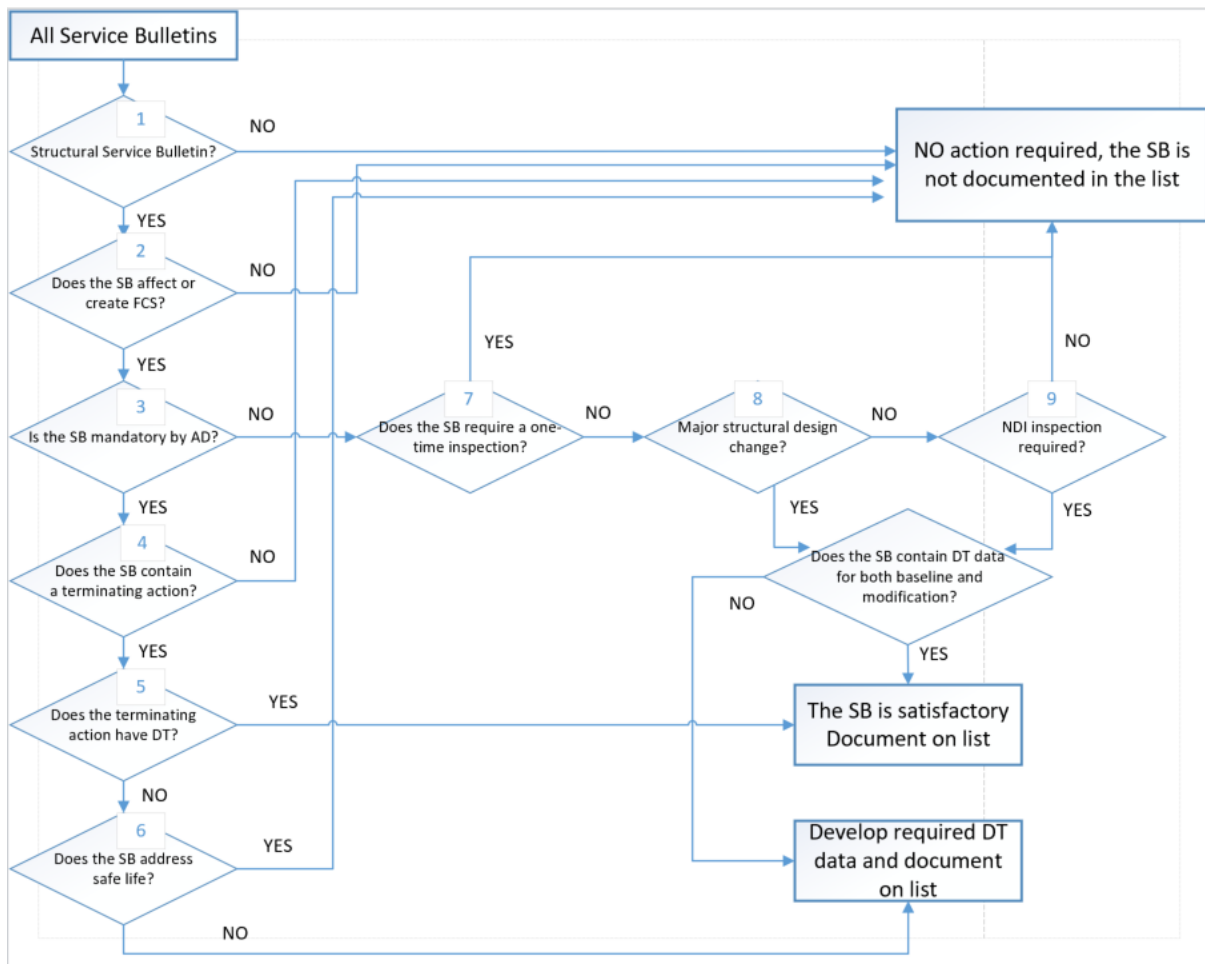 All Service Bulletins
1
Structural Service Bulletin?
NO
YES
NO action required, the SB is
not documented in the list
2
Does the SB affect or
create FCS?
NO
YES
3
Is the SB mandatory by AD?
NO
YES
7
Does the SB require a one-
time inspection?
YES
NO
8
Major structural design
change?
NO
YES
9
NDI inspection
required?
NO
YES
4
Does the SB contain
a terminating action?
NO
YES
Does the SB contain DT data
for both baseline and
modification?
NO
YES
5
Does the terminating
action have DT?
YES
NO
The SB is satisfactory
Document on list
6
Does the SB address
safe life?
YES
NO
Develop required DT
data and document
on list